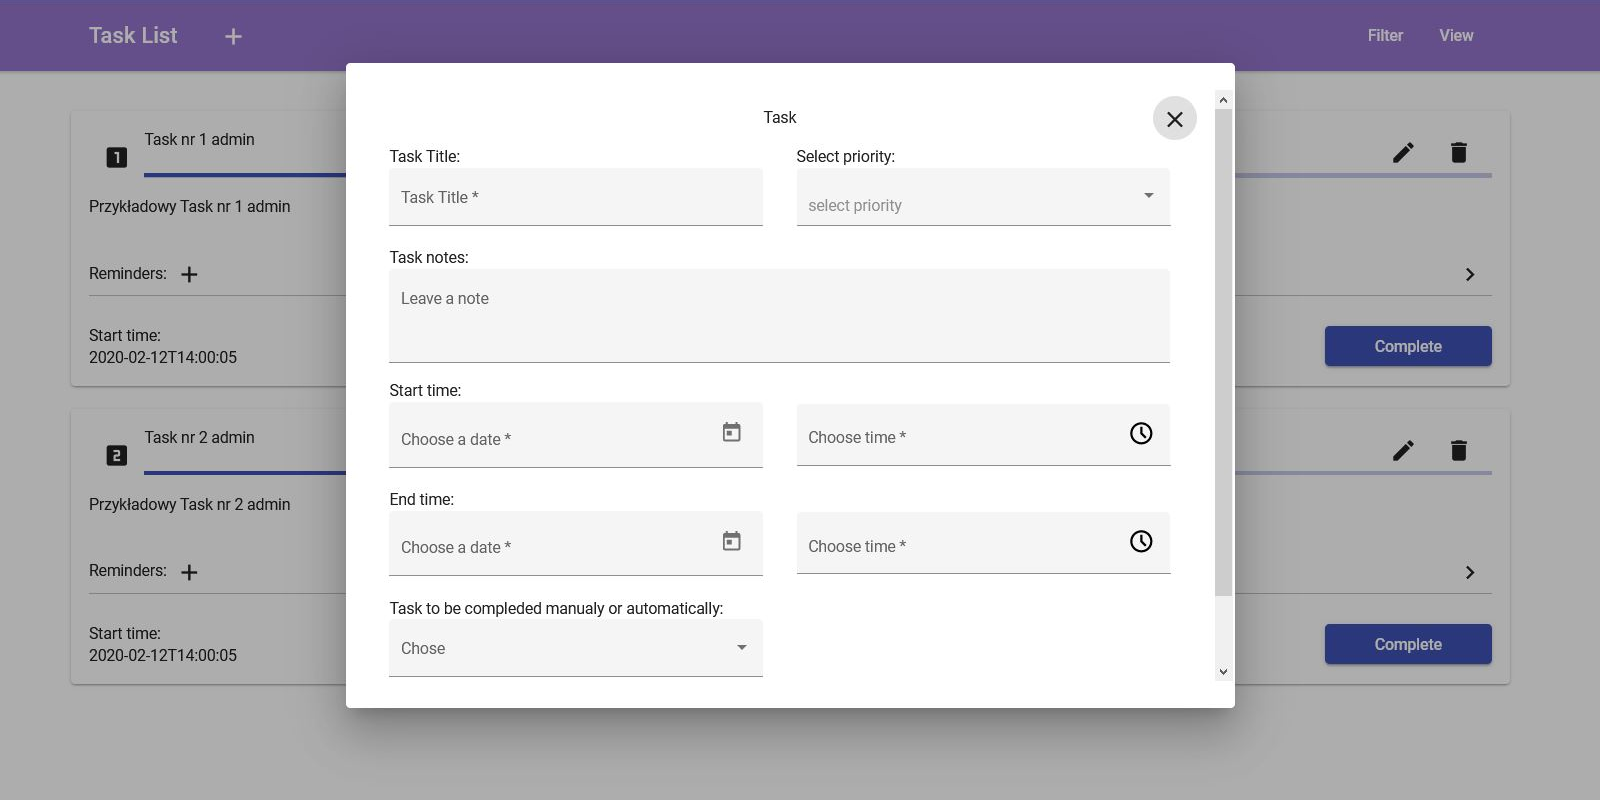 Task List
Filter
View
Task
Task nr 1 admin
Przykładowy Task nr 1 admin
Reminders:
Start time:
2020-02-12T14:00:05
Complete
Task nr 2 admin
Przykładowy Task nr 2 admin
Reminders:
Start time:
2020-02-12T14:00:05
Complete
Task Title:
Task Title *
Select priority:
select priority
Task notes:
Leave a note
Start time:
Choose a date *
Choose time *
End time:
Choose a date *
Choose time *
Task to be compleded manualy or automatically:
Chose
1
2